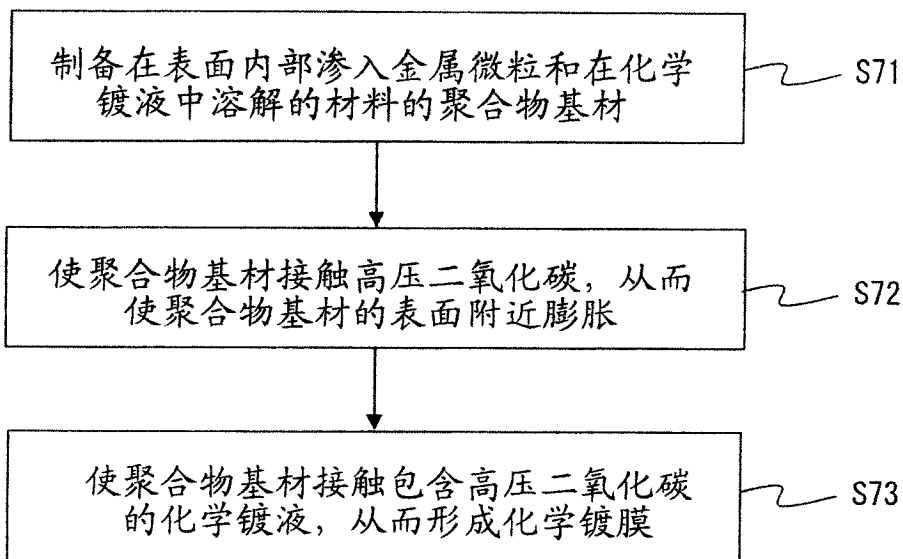 制备在表面内部渗入金属微粒和在化学
镀液中溶解的材料的聚合物基材
S71
使聚合物基材接触高压二氧化碳，从而
使聚合物基材的表面附近膨胀
S72
使聚合物基材接触包含高压二氧化碳
的化学镀液，从而形成化学镀膜
S73